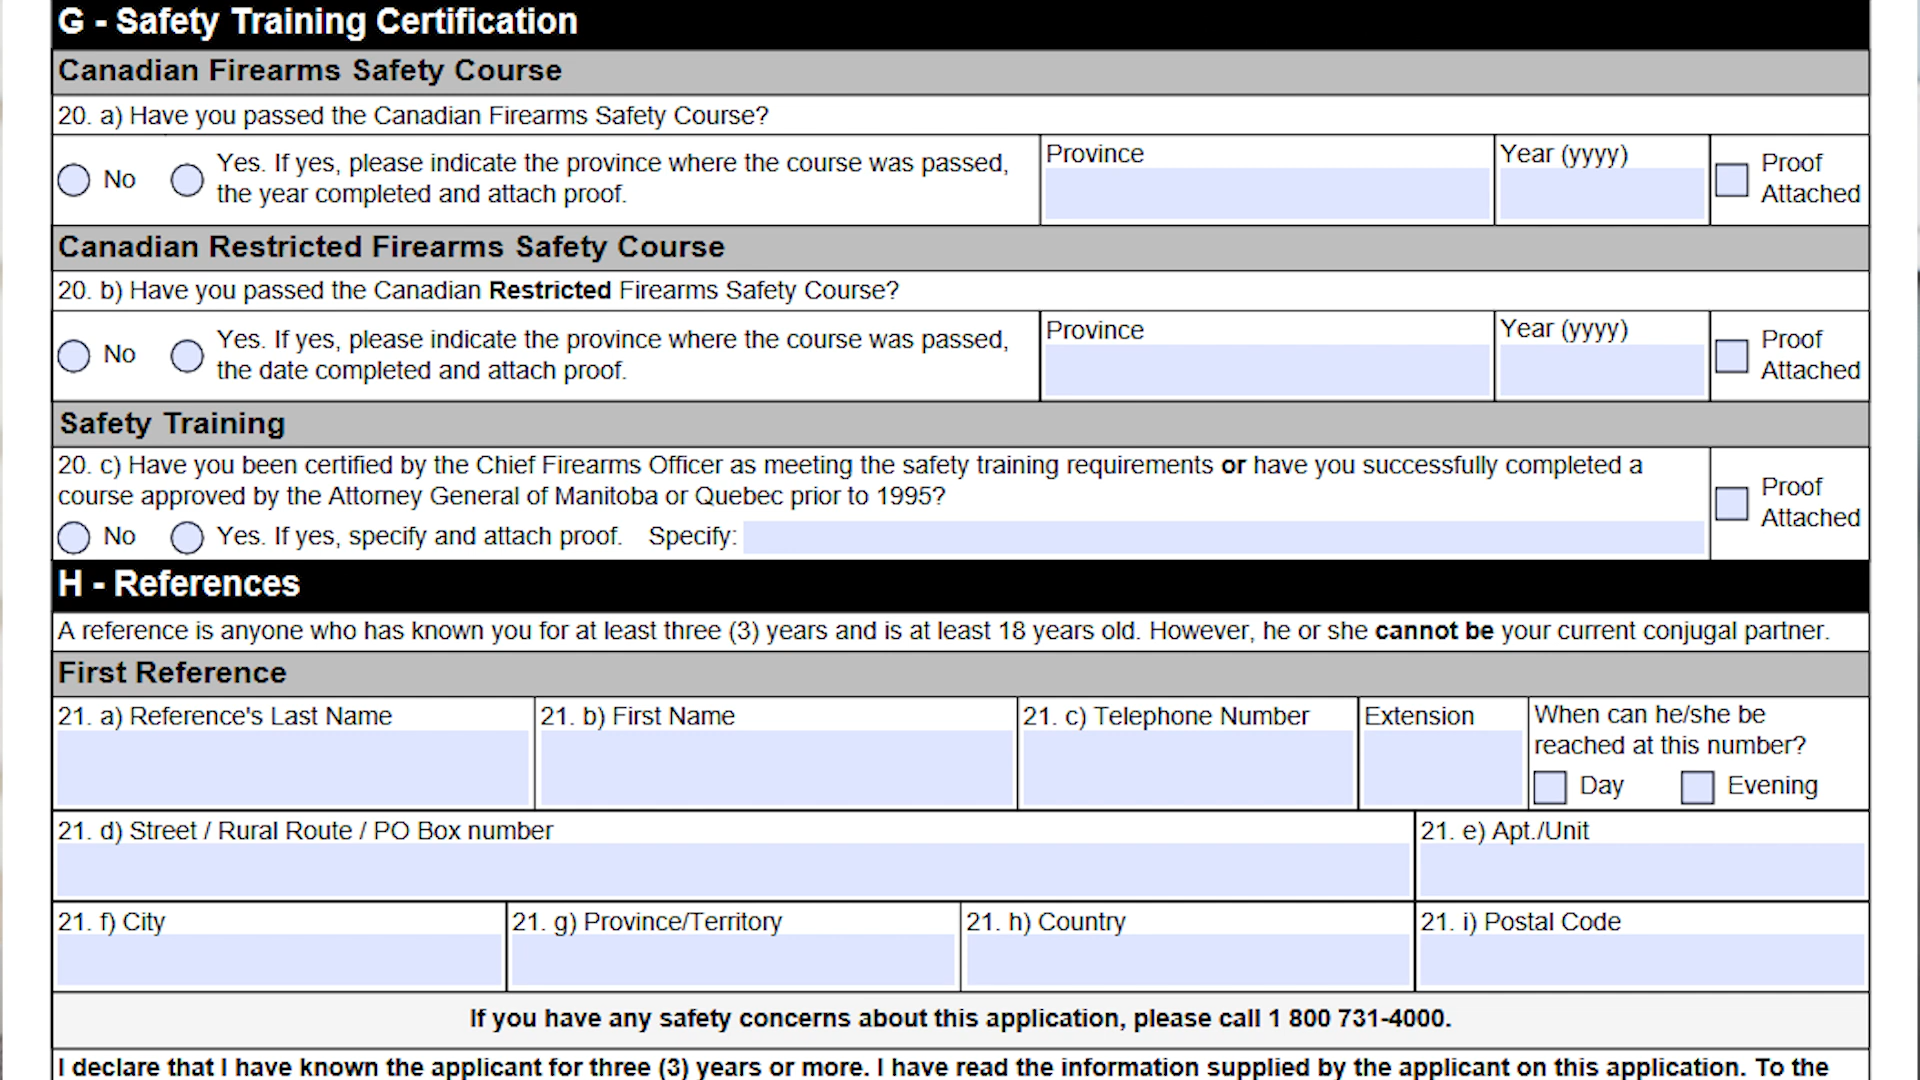 G - Safety Training Certification
Canadian Firearms Safety Course
20. a) Have you passed the Canadian Firearms Safety Course?
No
Yes. If yes, please indicate the province where the course was passed,
the year completed and attach proof.
Province
Year (yyyy)
Proof
Attached
Canadian Restricted Firearms Safety Course
20. b) Have you passed the Canadian Restricted Firearms Safety Course?
No
Yes. If yes, please indicate the province where the course was passed,
the date completed and attach proof.
Province
Year (yyyy)
Proof
Attached
Safety Training
20. c) Have you been certified by the Chief Firearms Officer as meeting the safety training requirements or have you successfully completed a
course approved by the Attorney General of Manitoba or Quebec prior to 1995?
No Yes. If yes, specify and attach proof. Specify:
Proof
Attached
H - References
A reference is anyone who has known you for at least three (3) years and is at least 18 years old. However, he or she cannot be your current conjugal partner.
First Reference
21. a) Reference's Last Name
21. b) First Name
21. c) Telephone Number
Extension
When can he/she be
reached at this number?
Day Evening
21. d) Street / Rural Route / PO Box number
21. e) Apt./Unit
21. f) City
21. g) Province/Territory
21. h) Country
21. i) Postal Code
If you have any safety concerns about this application, please call 1 800 731-4000.
I declare that I have known the applicant for three (3) years or more. I have read the information supplied by the applicant on this application. To the